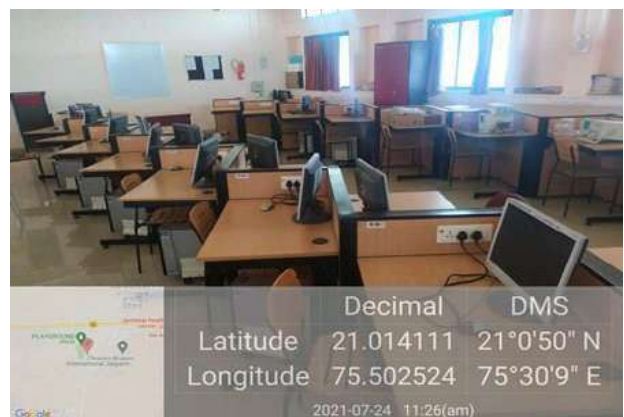 Decimal DMS
Latitude 21.014111 21°0'50" N
Longitude 75.502524 75°30'9" E
2021-07-24 11:26(am)
PLAYGROUND
Google